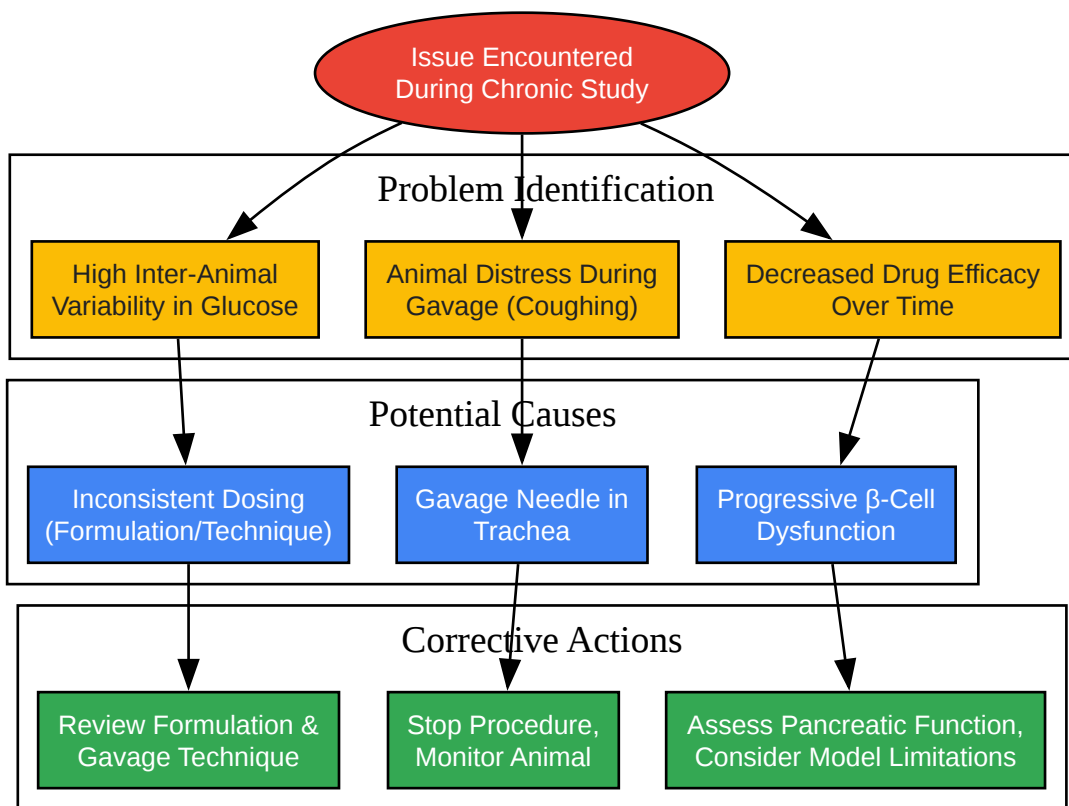 Issue Encountered
During Chronic Study
Problem Identification
High Inter-Animal
Variability in Glucose
Animal Distress During
Gavage (Coughing)
Decreased Drug Efficacy
Over Time
Potential Causes
Inconsistent Dosing
(Formulation/Technique)
Gavage Needle in
Trachea
Progressive β-Cell
Dysfunction
Corrective Actions
Review Formulation &
Gavage Technique
Stop Procedure,
Monitor Animal
Assess Pancreatic Function,
Consider Model Limitations